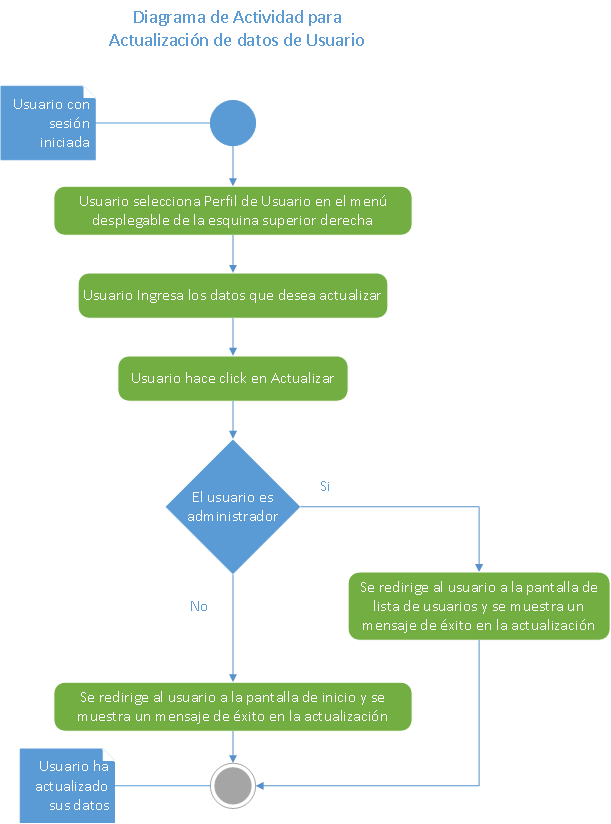 Diagrama de Actividad para
Actualización de datos de Usuario
Usuario con
sesión
iniciada
Usuario selecciona Perfil de Usuario en el menú
desplegable de la esquina superior derecha
Usuario Ingresa los datos que desea actualizar
Usuario hace click en Actualizar
El usuario es
administrador
Si
No
Se redirige al usuario a la pantalla de
lista de usuarios y se muestra un
mensaje de éxito en la actualización
Se redirige al usuario a la pantalla de inicio y se
muestra un mensaje de éxito en la actualización
Usuario ha
actualizado
sus datos